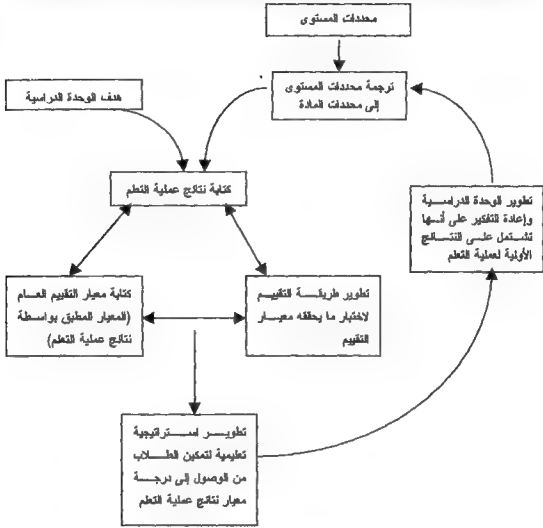 محددات المستوى
ترجمة محددات المستوى
إلى محددات المادة
هدف الوحدة الدراسية
كتابة نتائج عملية التعلم
تطوير الوحدة الدراسية
وإعادة التفكير على أنها
تشتمل على النتائج
الأولية لعملية التعلم
تطوير طريقة التقييم
لاختبار ما يحققه معيار
التقييم
كتابة معيار التقييم العام
(المعيار المطبق بواسطة
نتائج عملية التعلم)
تطوير استراتيجية
تعليمية لتمكين الطلاب
من الوصول إلى درجة
معيار نتائج عملية التعلم